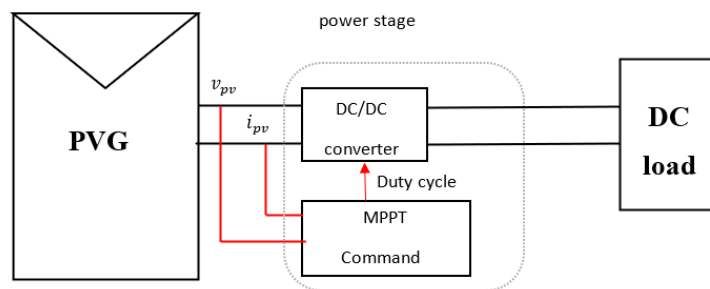 power stage
v_pv
i_pv
PVG
DC/DC
converter
Duty cycle
MPPT
Command
DC
load